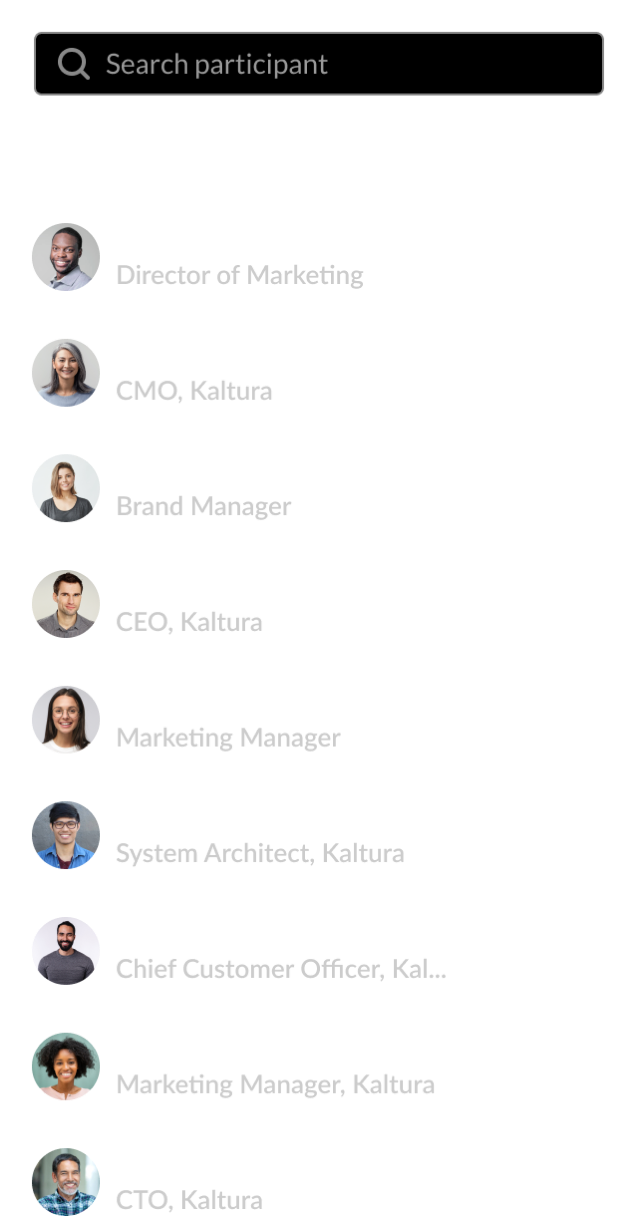 Search participant
Director of Marketing
CMO, Kaltura
Brand Manager
CEO, Kaltura
Marketing Manager
System Architect, Kaltura
Chief Customer Officer, Kal...
Marketing Manager, Kaltura
CTO, Kaltura